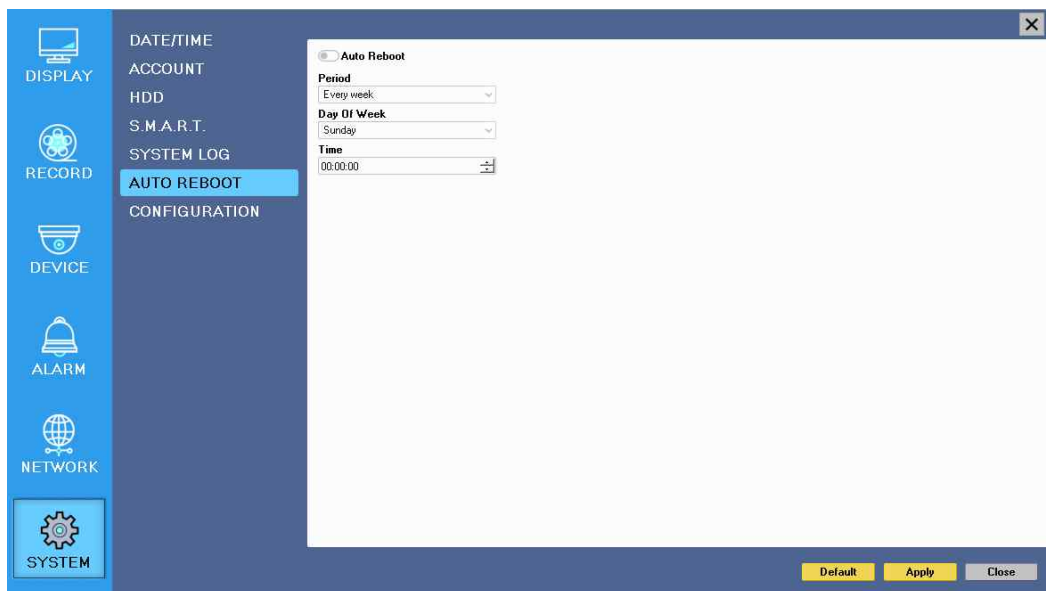 DISPLAY
RECORD
DEVICE
ALARM
NETWORK
SYSTEM
DATE/TIME
ACCOUNT
HDD
S.M.A.R.T.
SYSTEM LOG
AUTO REBOOT
CONFIGURATION
Auto Reboot
Period
Every week
Day Of Week
Sunday
Time
00:00:00
Default
Apply
Close